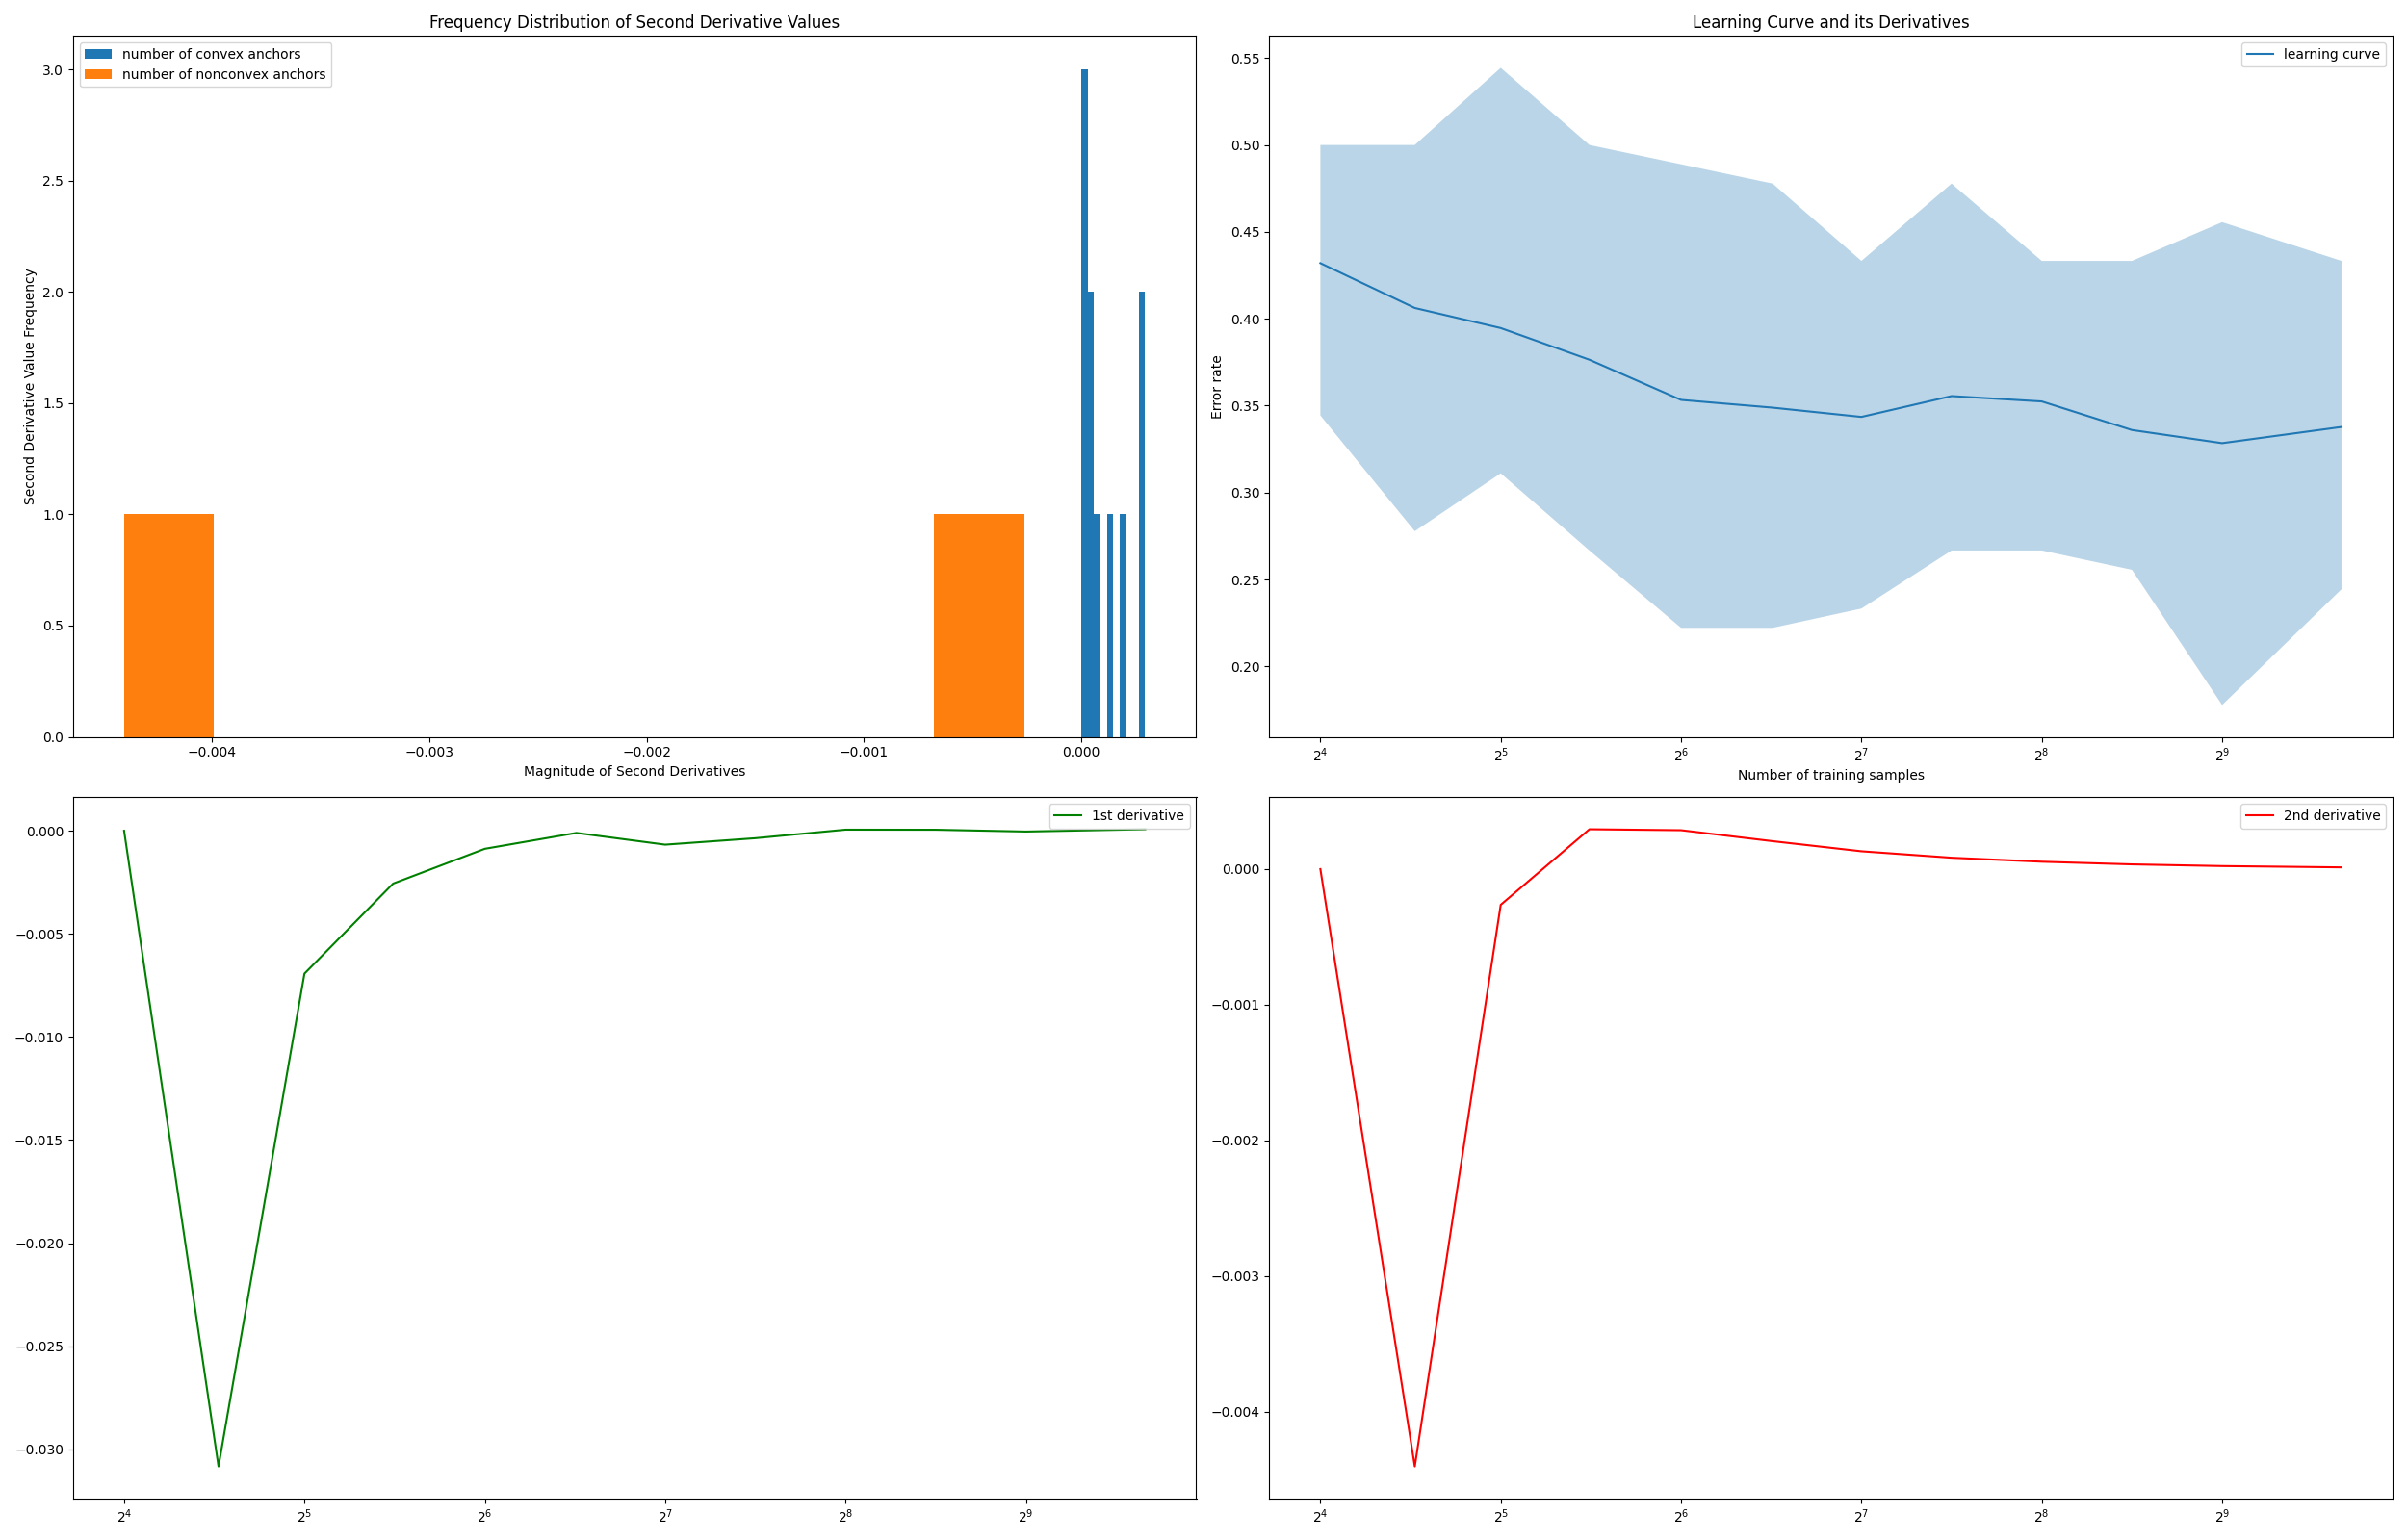 Frequency Distribution of Second Derivative Values
number of convex anchors
number of nonconvex anchors
3.0
2.5
2.0
1.5
1.0
0.5
0.0
Second Derivative Value Frequency
−0.004 −0.003 −0.002 −0.001 0.000
Magnitude of Second Derivatives
Learning Curve and its Derivatives
learning curve
0.55
0.50
0.45
0.40
0.35
0.30
0.25
0.20
Error rate
2⁴ 2⁵ 2⁶ 2⁷ 2⁸ 2⁹
Number of training samples
1st derivative
0.000
−0.005
−0.010
−0.015
−0.020
−0.025
−0.030
2⁴ 2⁵ 2⁶ 2⁷ 2⁸ 2⁹
2nd derivative
0.000
−0.001
−0.002
−0.003
−0.004
2⁴ 2⁵ 2⁶ 2⁷ 2⁸ 2⁹